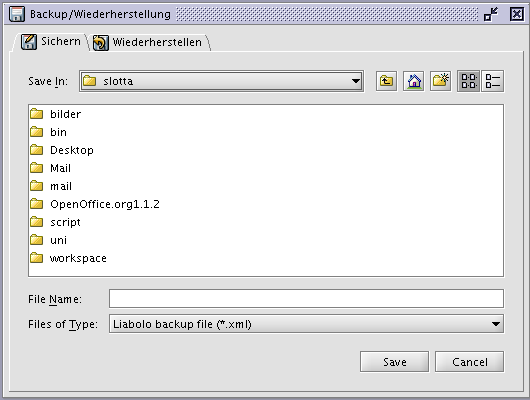 Backup/Wiederherstellung
Sichern Wiederherstellen
Save In: slotta
bilder
bin
Desktop
Mail
mail
OpenOffice.org1.1.2
script
uni
workspace
File Name:
Files of Type: Liabolo backup file (*.xml)
Save Cancel